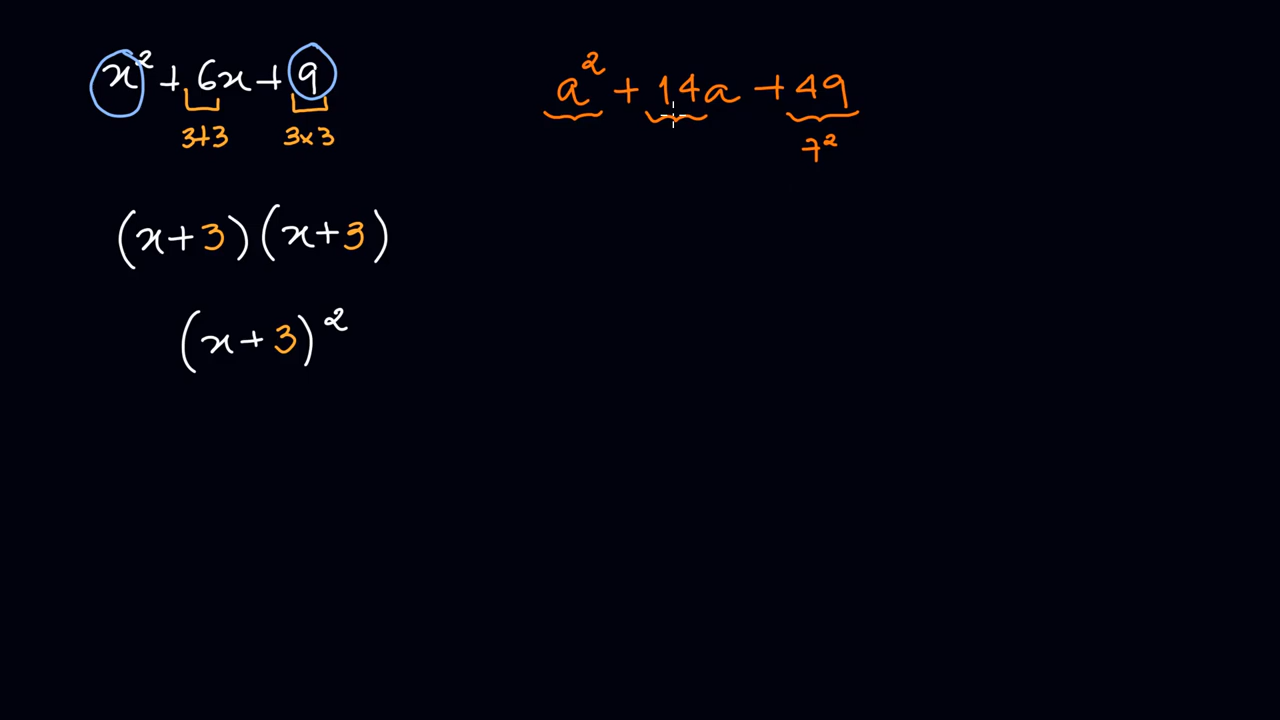 x² + 6x + 9
3+3 3×3
(x+3)(x+3)
(x+3)²
a² + 14a + 49
7²